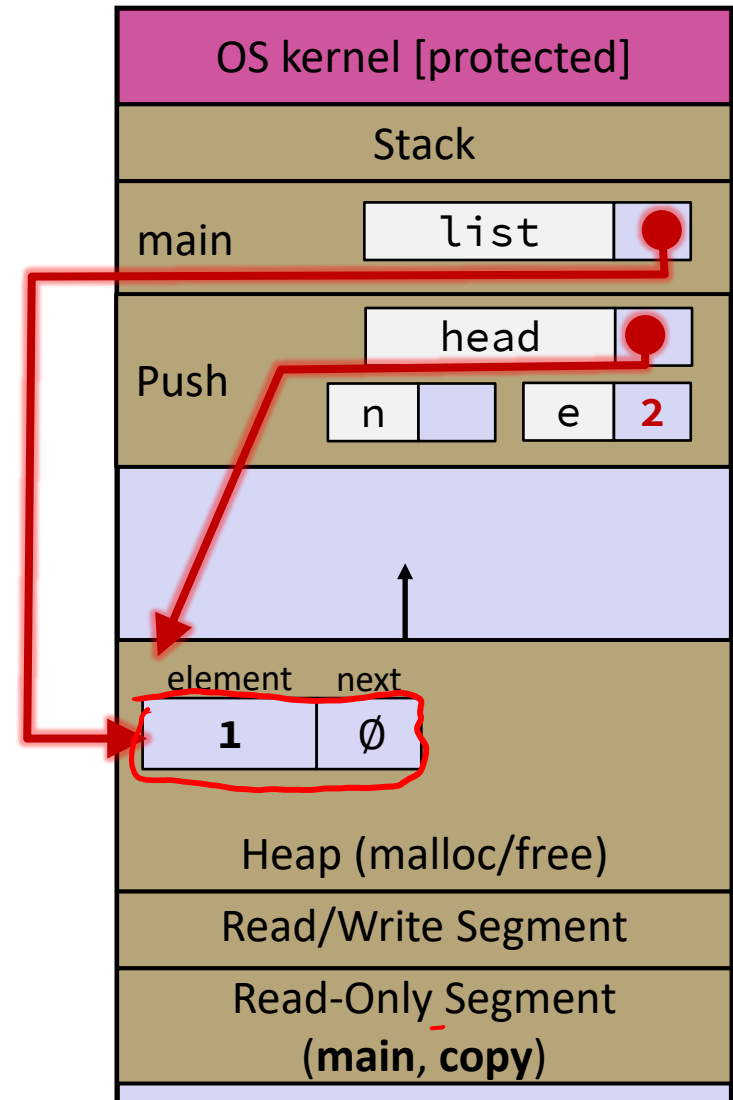 OS kernel [protected]
Stack
main
list
head
Push
n
e 2
element next
1 Ø
Heap (malloc/free)
Read/Write Segment
Read-Only Segment
(main, copy)